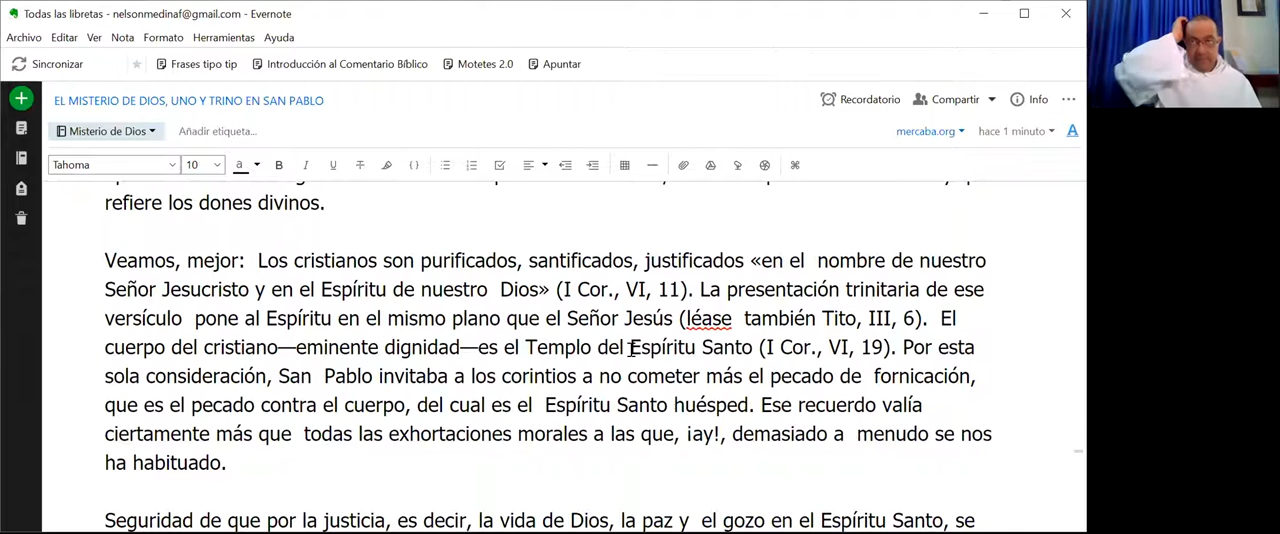 Todas las libretas - nelsonmedinaf@gmail.com - Evernote
Archivo Editar Ver Nota Formato Herramientas Ayuda
Sincronizar Frases tipo tip Introducción al Comentario Bíblico Motetes 2.0 Apuntar
EL MISTERIO DE DIOS, UNO Y TRINO EN SAN PABLO Recordatorio Compartir Info
Misterio de Dios Añadir etiqueta... mercaba.org hace 1 minuto A
Tahoma 10 a B I U T
refiere los dones divinos.
Veamos, mejor: Los cristianos son purificados, santificados, justificados «en el nombre de nuestro
Señor Jesucristo y en el Espíritu de nuestro Dios» (I Cor., VI, 11). La presentación trinitaria de ese
versículo pone al Espíritu en el mismo plano que el Señor Jesús (léase también Tito, III, 6). El
cuerpo del cristiano—eminente dignidad—es el Templo del Espíritu Santo (I Cor., VI, 19). Por esta
sola consideración, San Pablo invitaba a los corintios a no cometer más el pecado de fornicación,
que es el pecado contra el cuerpo, del cual es el Espíritu Santo huésped. Ese recuerdo valía
ciertamente más que todas las exhortaciones morales a las que, ¡ay!, demasiado a menudo se nos
ha habituado.
Seguridad de que por la justicia, es decir, la vida de Dios, la paz y el gozo en el Espíritu Santo, se